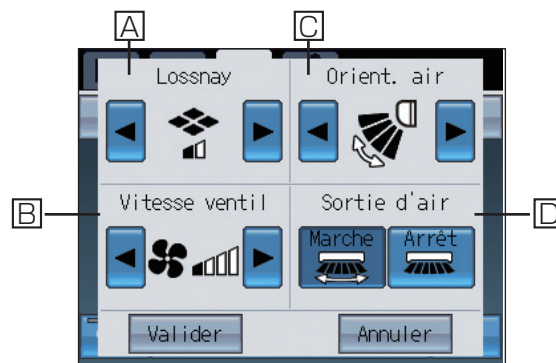 A
C
Lossnay
Orient. air
B
D
Vitesse ventil
Sortie d'air
Marche
Arrêt
Valider
Annuler